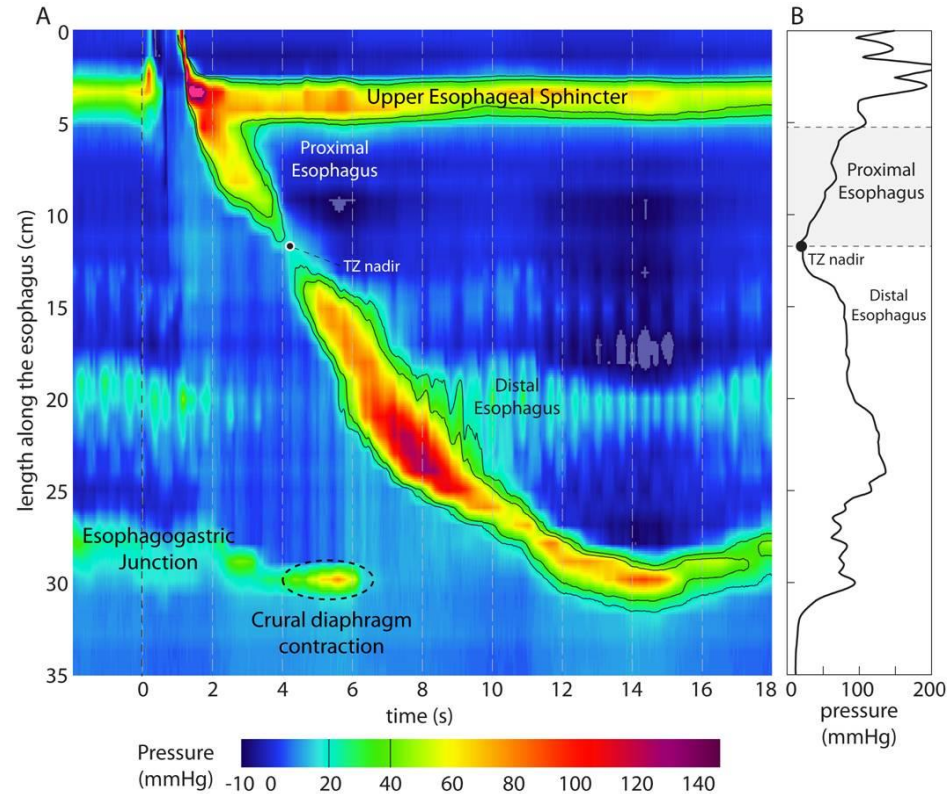 A
B
0
5
10
15
20
25
30
35
length along the esophagus (cm)
Upper Esophageal Sphincter
Proximal
Esophagus
TZ nadir
Distal
Esophagus
Esophagogastric
Junction
Crural diaphragm
contraction
0 2 4 6 8 10 12 14 16 18
time (s)
Proximal
Esophagus
TZ nadir
Distal
Esophagus
0 100 200
pressure
(mmHg)
Pressure
(mmHg)
-10 0 20 40 60 80 100 120 140